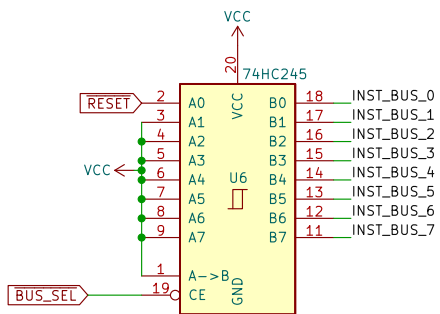 VCC
20
74HC245
RESET 2 A0 VCC B0 18 INST_BUS_0
3 A1 B1 17 INST_BUS_1
4 A2 B2 16 INST_BUS_2
5 A3 B3 15 INST_BUS_3
VCC 6 A4 U6 B4 14 INST_BUS_4
7 A5 B5 13 INST_BUS_5
8 A6 B6 12 INST_BUS_6
9 A7 B7 11 INST_BUS_7
1 A->B
BUS_SEL 19 CE GND